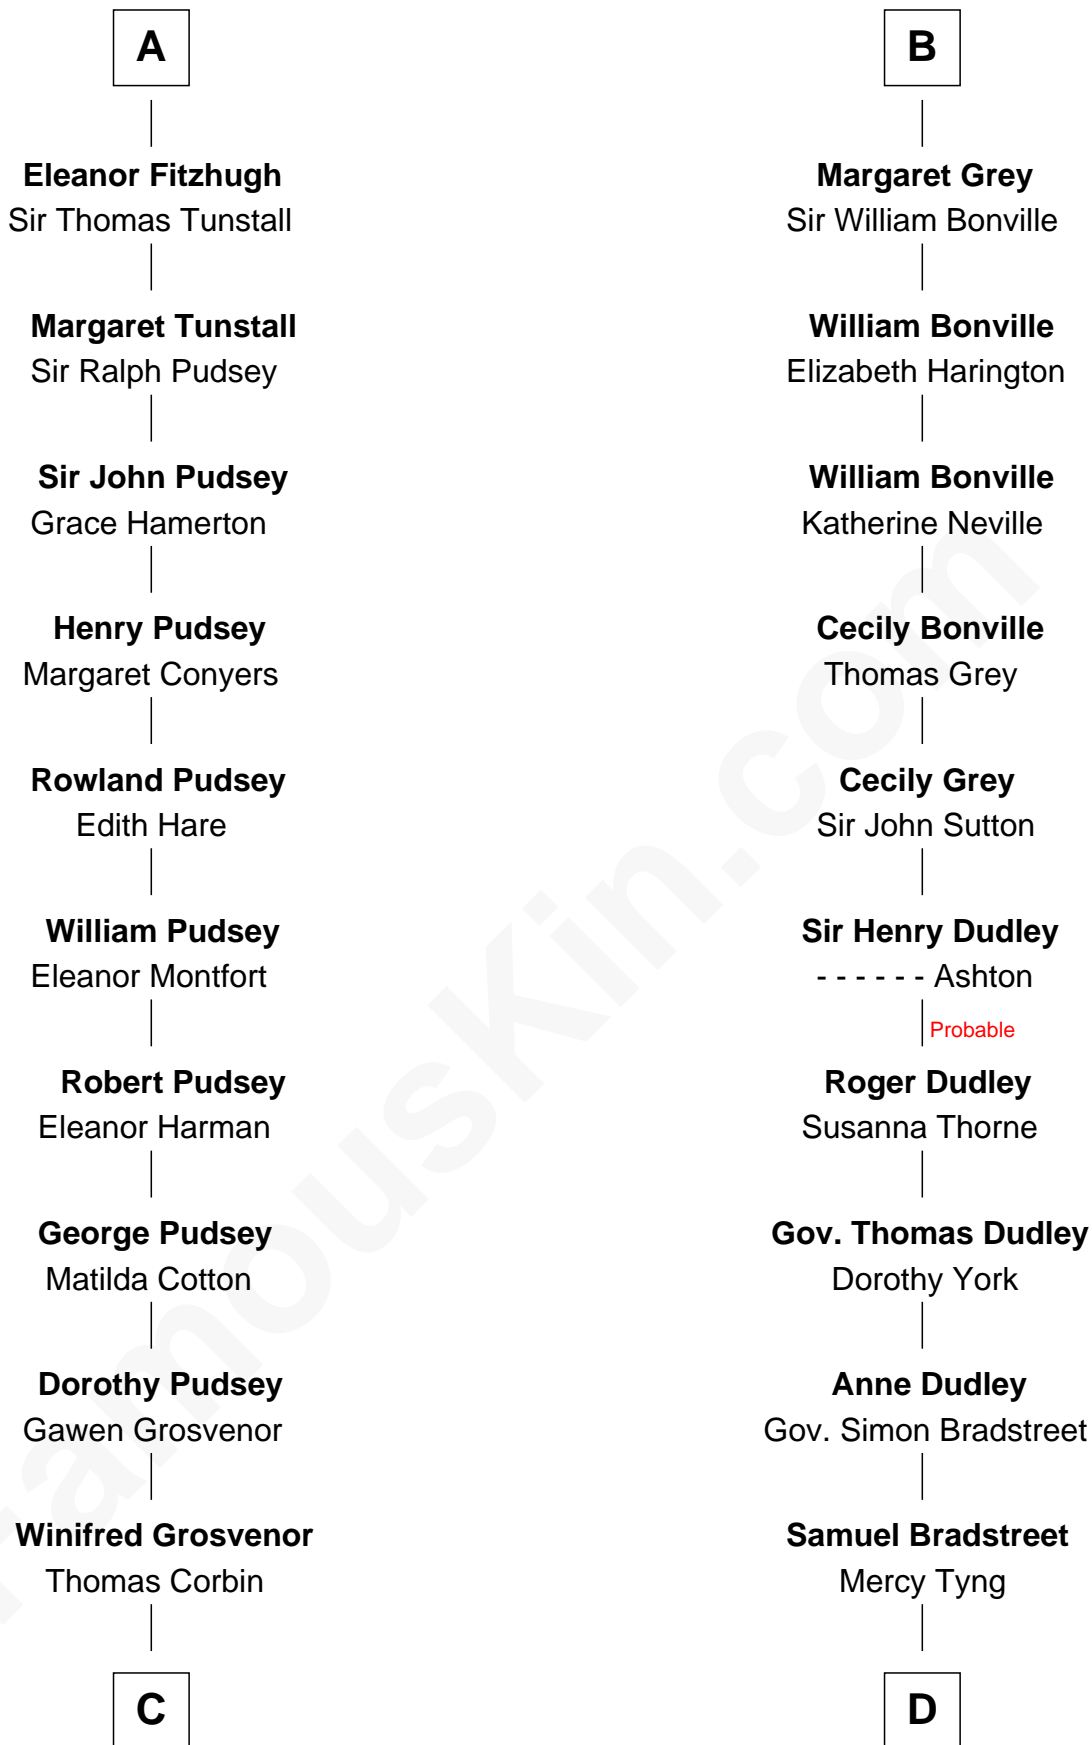 A
Eleanor Fitzhugh
Sir Thomas Tunstall
Margaret Tunstall
Sir Ralph Pudsey
Sir John Pudsey
Grace Hamerton
Henry Pudsey
Margaret Conyers
Rowland Pudsey
Edith Hare
William Pudsey
Eleanor Montfort
Robert Pudsey
Eleanor Harman
George Pudsey
Matilda Cotton
Dorothy Pudsey
Gawen Grosvenor
Winifred Grosvenor
Thomas Corbin
C
B
Margaret Grey
Sir William Bonville
William Bonville
Elizabeth Harington
William Bonville
Katherine Neville
Cecily Bonville
Thomas Grey
Cecily Grey
Sir John Sutton
Sir Henry Dudley
- - - - - - Ashton
Probable
Roger Dudley
Susanna Thorne
Gov. Thomas Dudley
Dorothy York
Anne Dudley
Gov. Simon Bradstreet
Samuel Bradstreet
Mercy Tyng
D
FamousKin.com